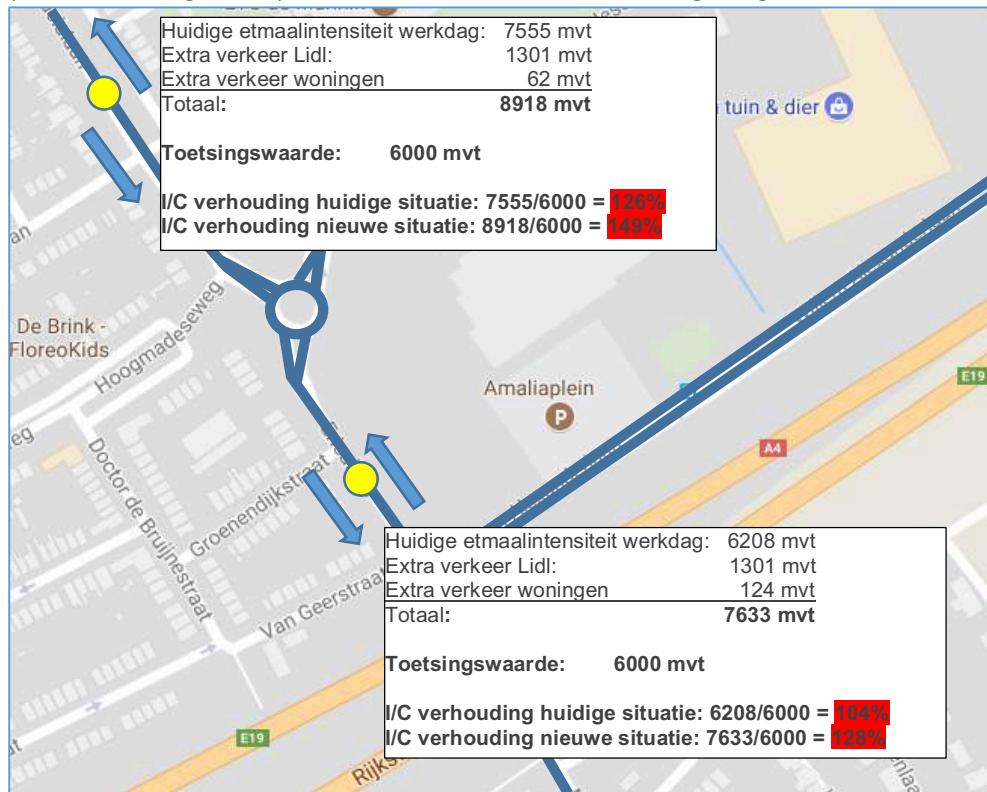 Huidige etmaalintensiteit werkdag: 7555 mvt
Extra verkeer Lidl: 1301 mvt
Extra verkeer woningen 62 mvt
Totaal: 8918 mvt
Toetsingswaarde: 6000 mvt
I/C verhouding huidige situatie: 7555/6000 = 126%
I/C verhouding nieuwe situatie: 8918/6000 = 149%
tuin & dier
De Brink -
FloreoKids
Hoogmadeseweg
Amaliaplein
P
E19
A4
Doctor de Bruijnestraat
Groenendijkstraat
Van Geerstraat
Huidige etmaalintensiteit werkdag: 6208 mvt
Extra verkeer Lidl: 1301 mvt
Extra verkeer woningen 124 mvt
Totaal: 7633 mvt
Toetsingswaarde: 6000 mvt
I/C verhouding huidige situatie: 6208/6000 = 104%
I/C verhouding nieuwe situatie: 7633/6000 = 128%
E19